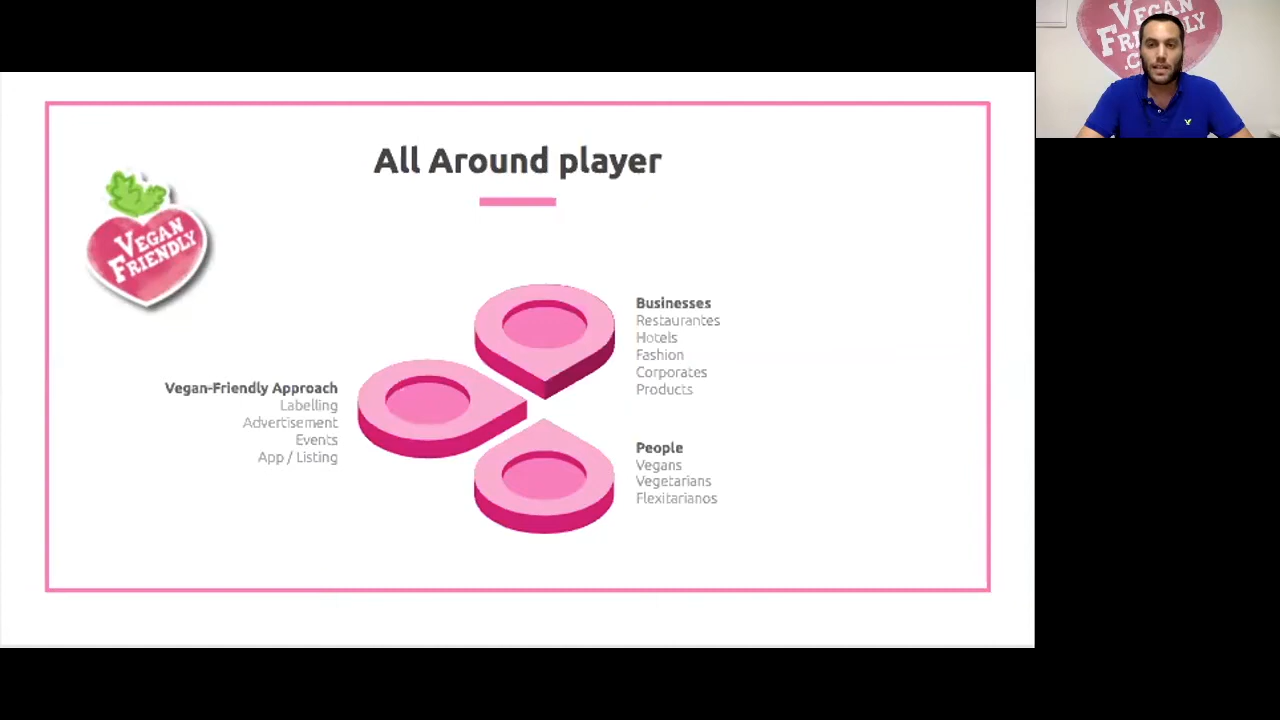 All Around player
VEGAN
FRIENDLY
Businesses
Restaurantes
Hotels
Fashion
Corporates
Products
Vegan-Friendly Approach
Labelling
Advertisement
Events
App / Listing
People
Vegans
Vegetarians
Flexitarianos
VEGAN